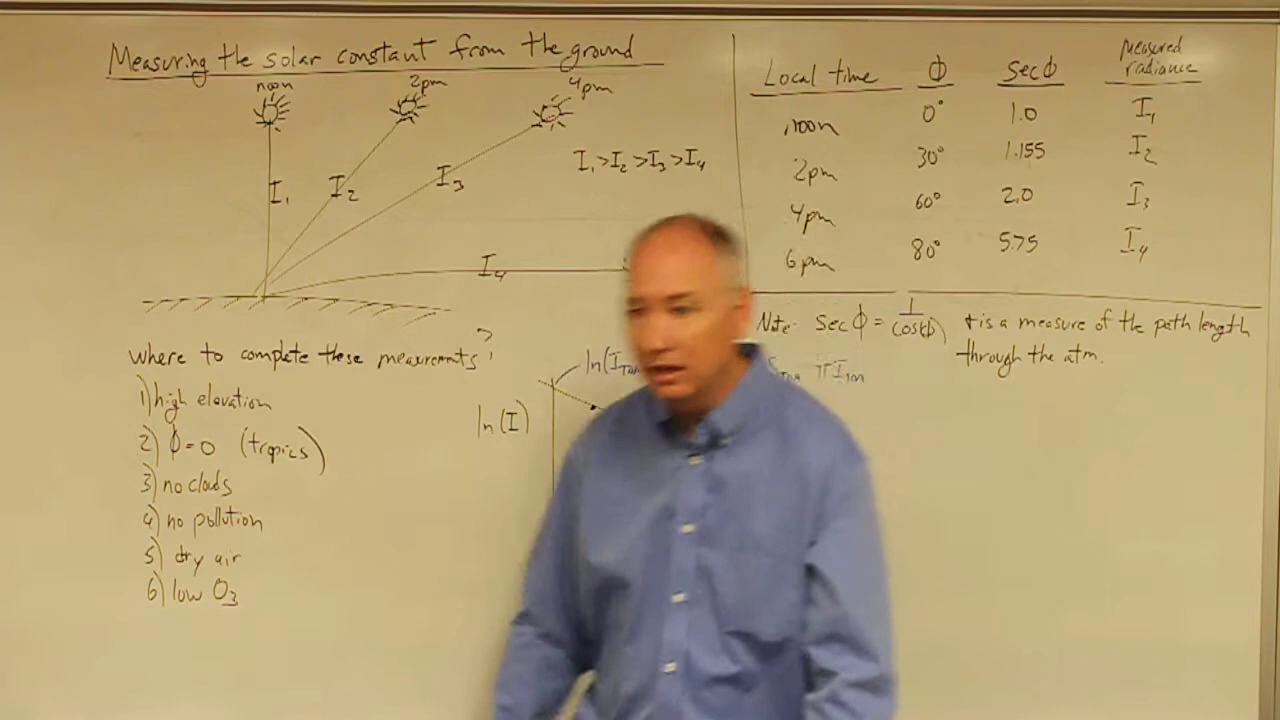 Measuring the solar constant from the ground
noon
2pm
4pm
I₁ > I₂ > I₃ > I₄
I₁
I₂
I₃
I₄
Local time ϕ Sec ϕ Measured radiance
noon 0° 1.0 I₁
2pm 30° 1.155 I₂
4pm 60° 2.0 I₃
6pm 80° 5.75 I₄
Note: Sec ϕ = 1/cos(ϕ)
is a measure of the path length
through the atm.
πI_TOA
where to complete these measurements?
1) high elevation
2) ϕ = 0 (tropics)
3) no clouds
4) no pollution
5) dry air
6) low O₃
ln(I_TOA
ln(I)